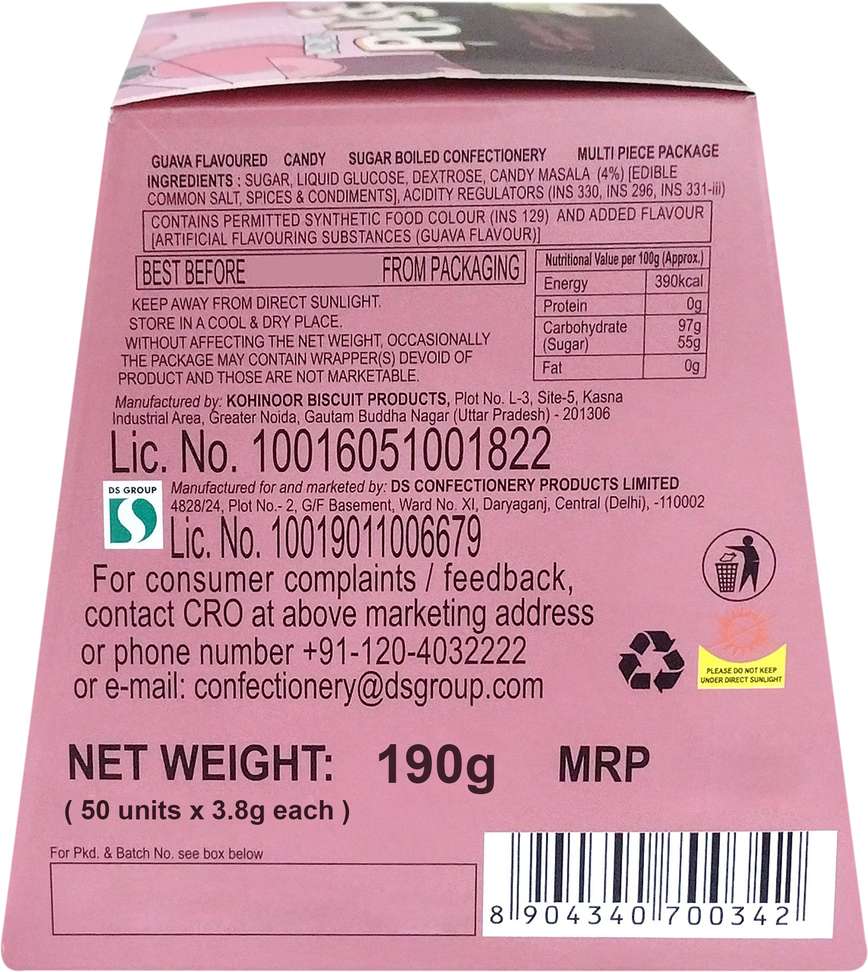 GUAVA FLAVOURED CANDY SUGAR BOILED CONFECTIONERY MULTI PIECE PACKAGE
INGREDIENTS : SUGAR, LIQUID GLUCOSE, DEXTROSE, CANDY MASALA (4%) [EDIBLE
COMMON SALT, SPICES & CONDIMENTS], ACIDITY REGULATORS (INS 330, INS 296, INS 331-iii)
CONTAINS PERMITTED SYNTHETIC FOOD COLOUR (INS 129) AND ADDED FLAVOUR
[ARTIFICIAL FLAVOURING SUBSTANCES (GUAVA FLAVOUR)]
BEST BEFORE FROM PACKAGING
KEEP AWAY FROM DIRECT SUNLIGHT.
STORE IN A COOL & DRY PLACE.
WITHOUT AFFECTING THE NET WEIGHT, OCCASIONALLY
THE PACKAGE MAY CONTAIN WRAPPER(S) DEVOID OF
PRODUCT AND THOSE ARE NOT MARKETABLE.
Nutritional Value per 100g (Approx.)
Energy 390kcal
Protein 0g
Carbohydrate 97g
(Sugar) 55g
Fat 0g
Manufactured by: KOHINOOR BISCUIT PRODUCTS, Plot No. L-3, Site-5, Kasna
Industrial Area, Greater Noida, Gautam Buddha Nagar (Uttar Pradesh) - 201306
Lic. No. 10016051001822
DS GROUP
Manufactured for and marketed by: DS CONFECTIONERY PRODUCTS LIMITED
4828/24, Plot No.- 2, G/F Basement, Ward No. XI, Daryaganj, Central (Delhi), -110002
Lic. No. 10019011006679
For consumer complaints / feedback,
contact CRO at above marketing address
or phone number +91-120-4032222
or e-mail: confectionery@dsgroup.com
PLEASE DO NOT KEEP
UNDER DIRECT SUNLIGHT
NET WEIGHT: 190g MRP
( 50 units x 3.8g each )
For Pkd. & Batch No. see box below
8 904340 700342